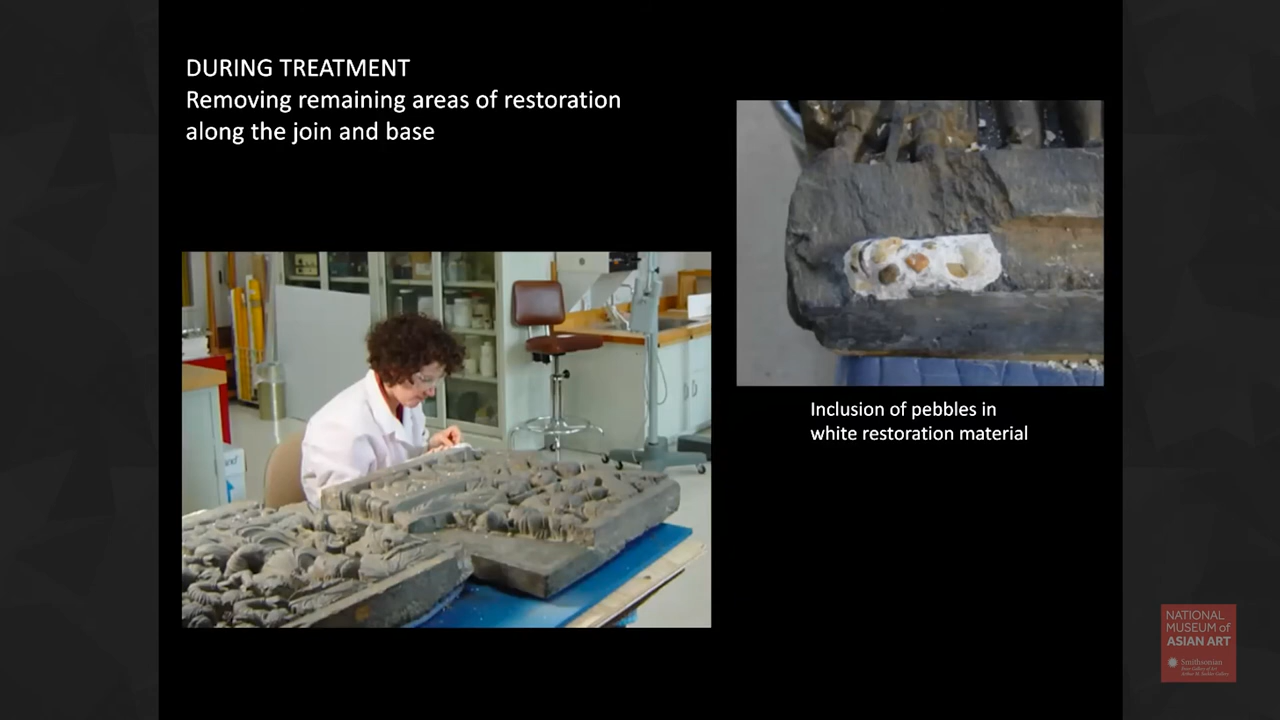 DURING TREATMENT
Removing remaining areas of restoration
along the join and base
Inclusion of pebbles in
white restoration material
NATIONAL
MUSEUM of
ASIAN ART
Smithsonian